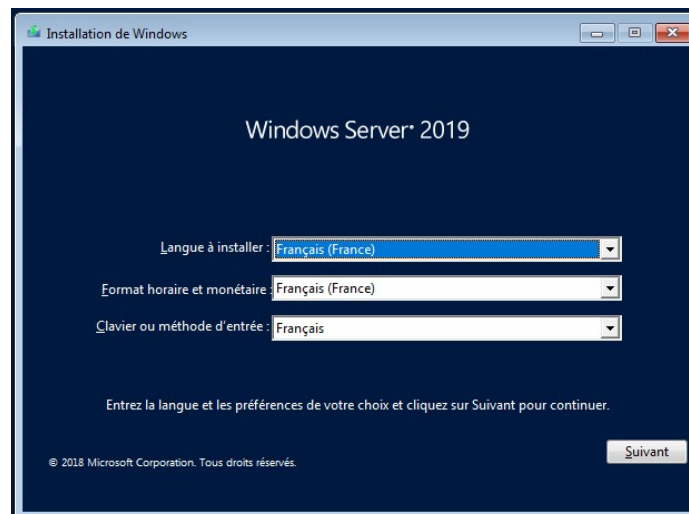 Installation de Windows
Windows Server® 2019
Langue à installer : Français (France)
Format horaire et monétaire : Français (France)
Clavier ou méthode d'entrée : Français
Entrez la langue et les préférences de votre choix et cliquez sur Suivant pour continuer.
Suivant
© 2018 Microsoft Corporation. Tous droits réservés.